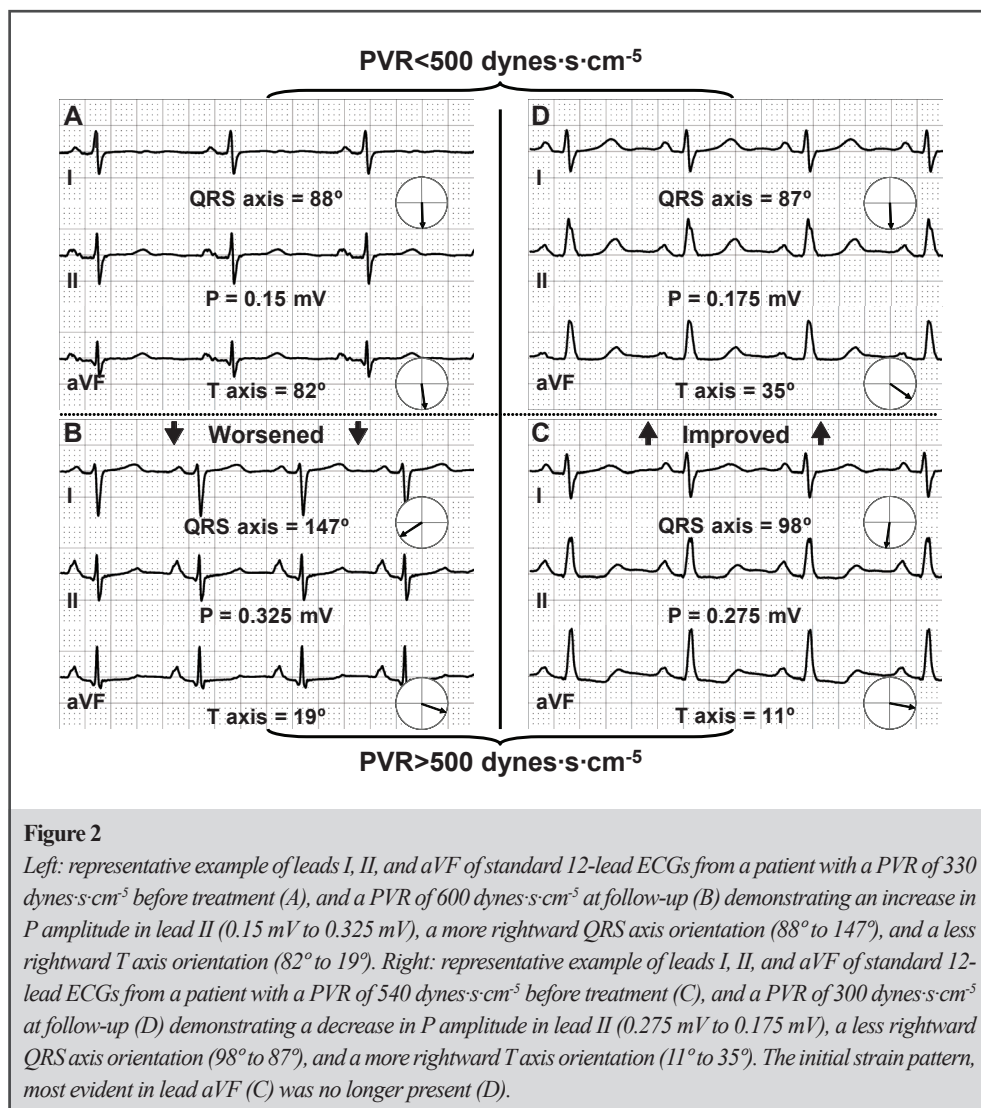 PVR<500 dynes·s·cm-5
A
I
QRS axis = 88º
II
P = 0.15 mV
aVF
T axis = 82º
D
I
QRS axis = 87º
II
P = 0.175 mV
aVF
T axis = 35º
B
Worsened
I
QRS axis = 147º
II
P = 0.325 mV
aVF
T axis = 19º
C
Improved
I
QRS axis = 98º
II
P = 0.275 mV
aVF
T axis = 11º
PVR>500 dynes·s·cm-5
Figure 2
Left: representative example of leads I, II, and aVF of standard 12-lead ECGs from a patient with a PVR of 330
dynes·s·cm-5 before treatment (A), and a PVR of 600 dynes·s·cm-5 at follow-up (B) demonstrating an increase in
P amplitude in lead II (0.15 mV to 0.325 mV), a more rightward QRS axis orientation (88º to 147º), and a less
rightward T axis orientation (82º to 19º). Right: representative example of leads I, II, and aVF of standard 12-
lead ECGs from a patient with a PVR of 540 dynes·s·cm-5 before treatment (C), and a PVR of 300 dynes·s·cm-5
at follow-up (D) demonstrating a decrease in P amplitude in lead II (0.275 mV to 0.175 mV), a less rightward
QRS axis orientation (98º to 87º), and a more rightward T axis orientation (11º to 35º). The initial strain pattern,
most evident in lead aVF (C) was no longer present (D).